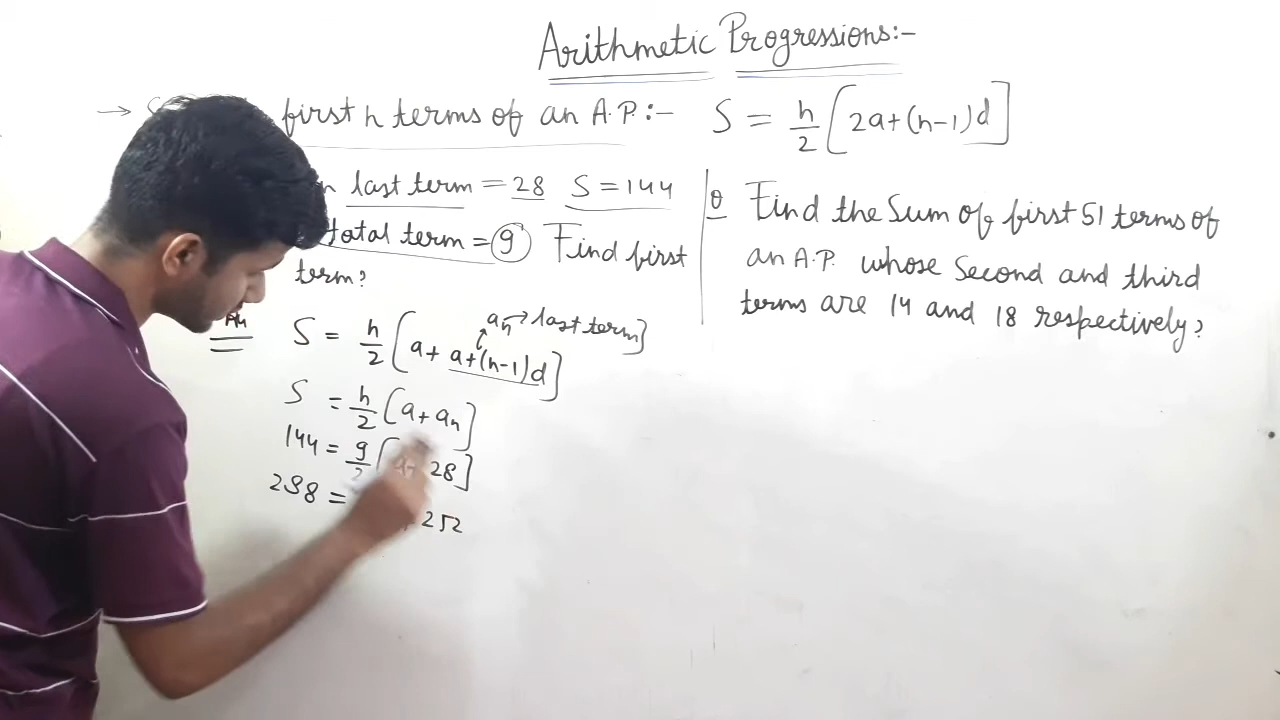 Arithmetic Progressions:-
→ first n terms of an A.P.:- S = n/2 [2a+(n-1)d]
last term = 28 S = 144
total term = 9 Find first
term?
S = n/2 [a + a+(n-1)d]
an → last term]
S = n/2 [a + an]
144 = 9/2 [a+ 28]
288 = + 252
Q Find the Sum of first 51 terms of
an A.P. whose Second and third
terms are 14 and 18 respectively?